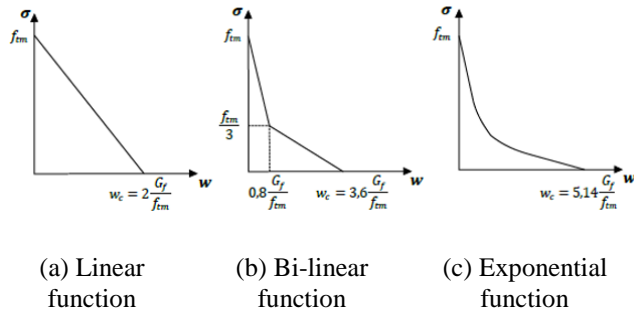 σ
f_tm
w
w_c = 2 G_f/f_tm
σ
f_tm
f_tm/3
w
0,8 G_f/f_tm
w_c = 3,6 G_f/f_tm
σ
f_tm
w
w_c = 5,14 G_f/f_tm
(a) Linear
function
(b) Bi-linear
function
(c) Exponential
function